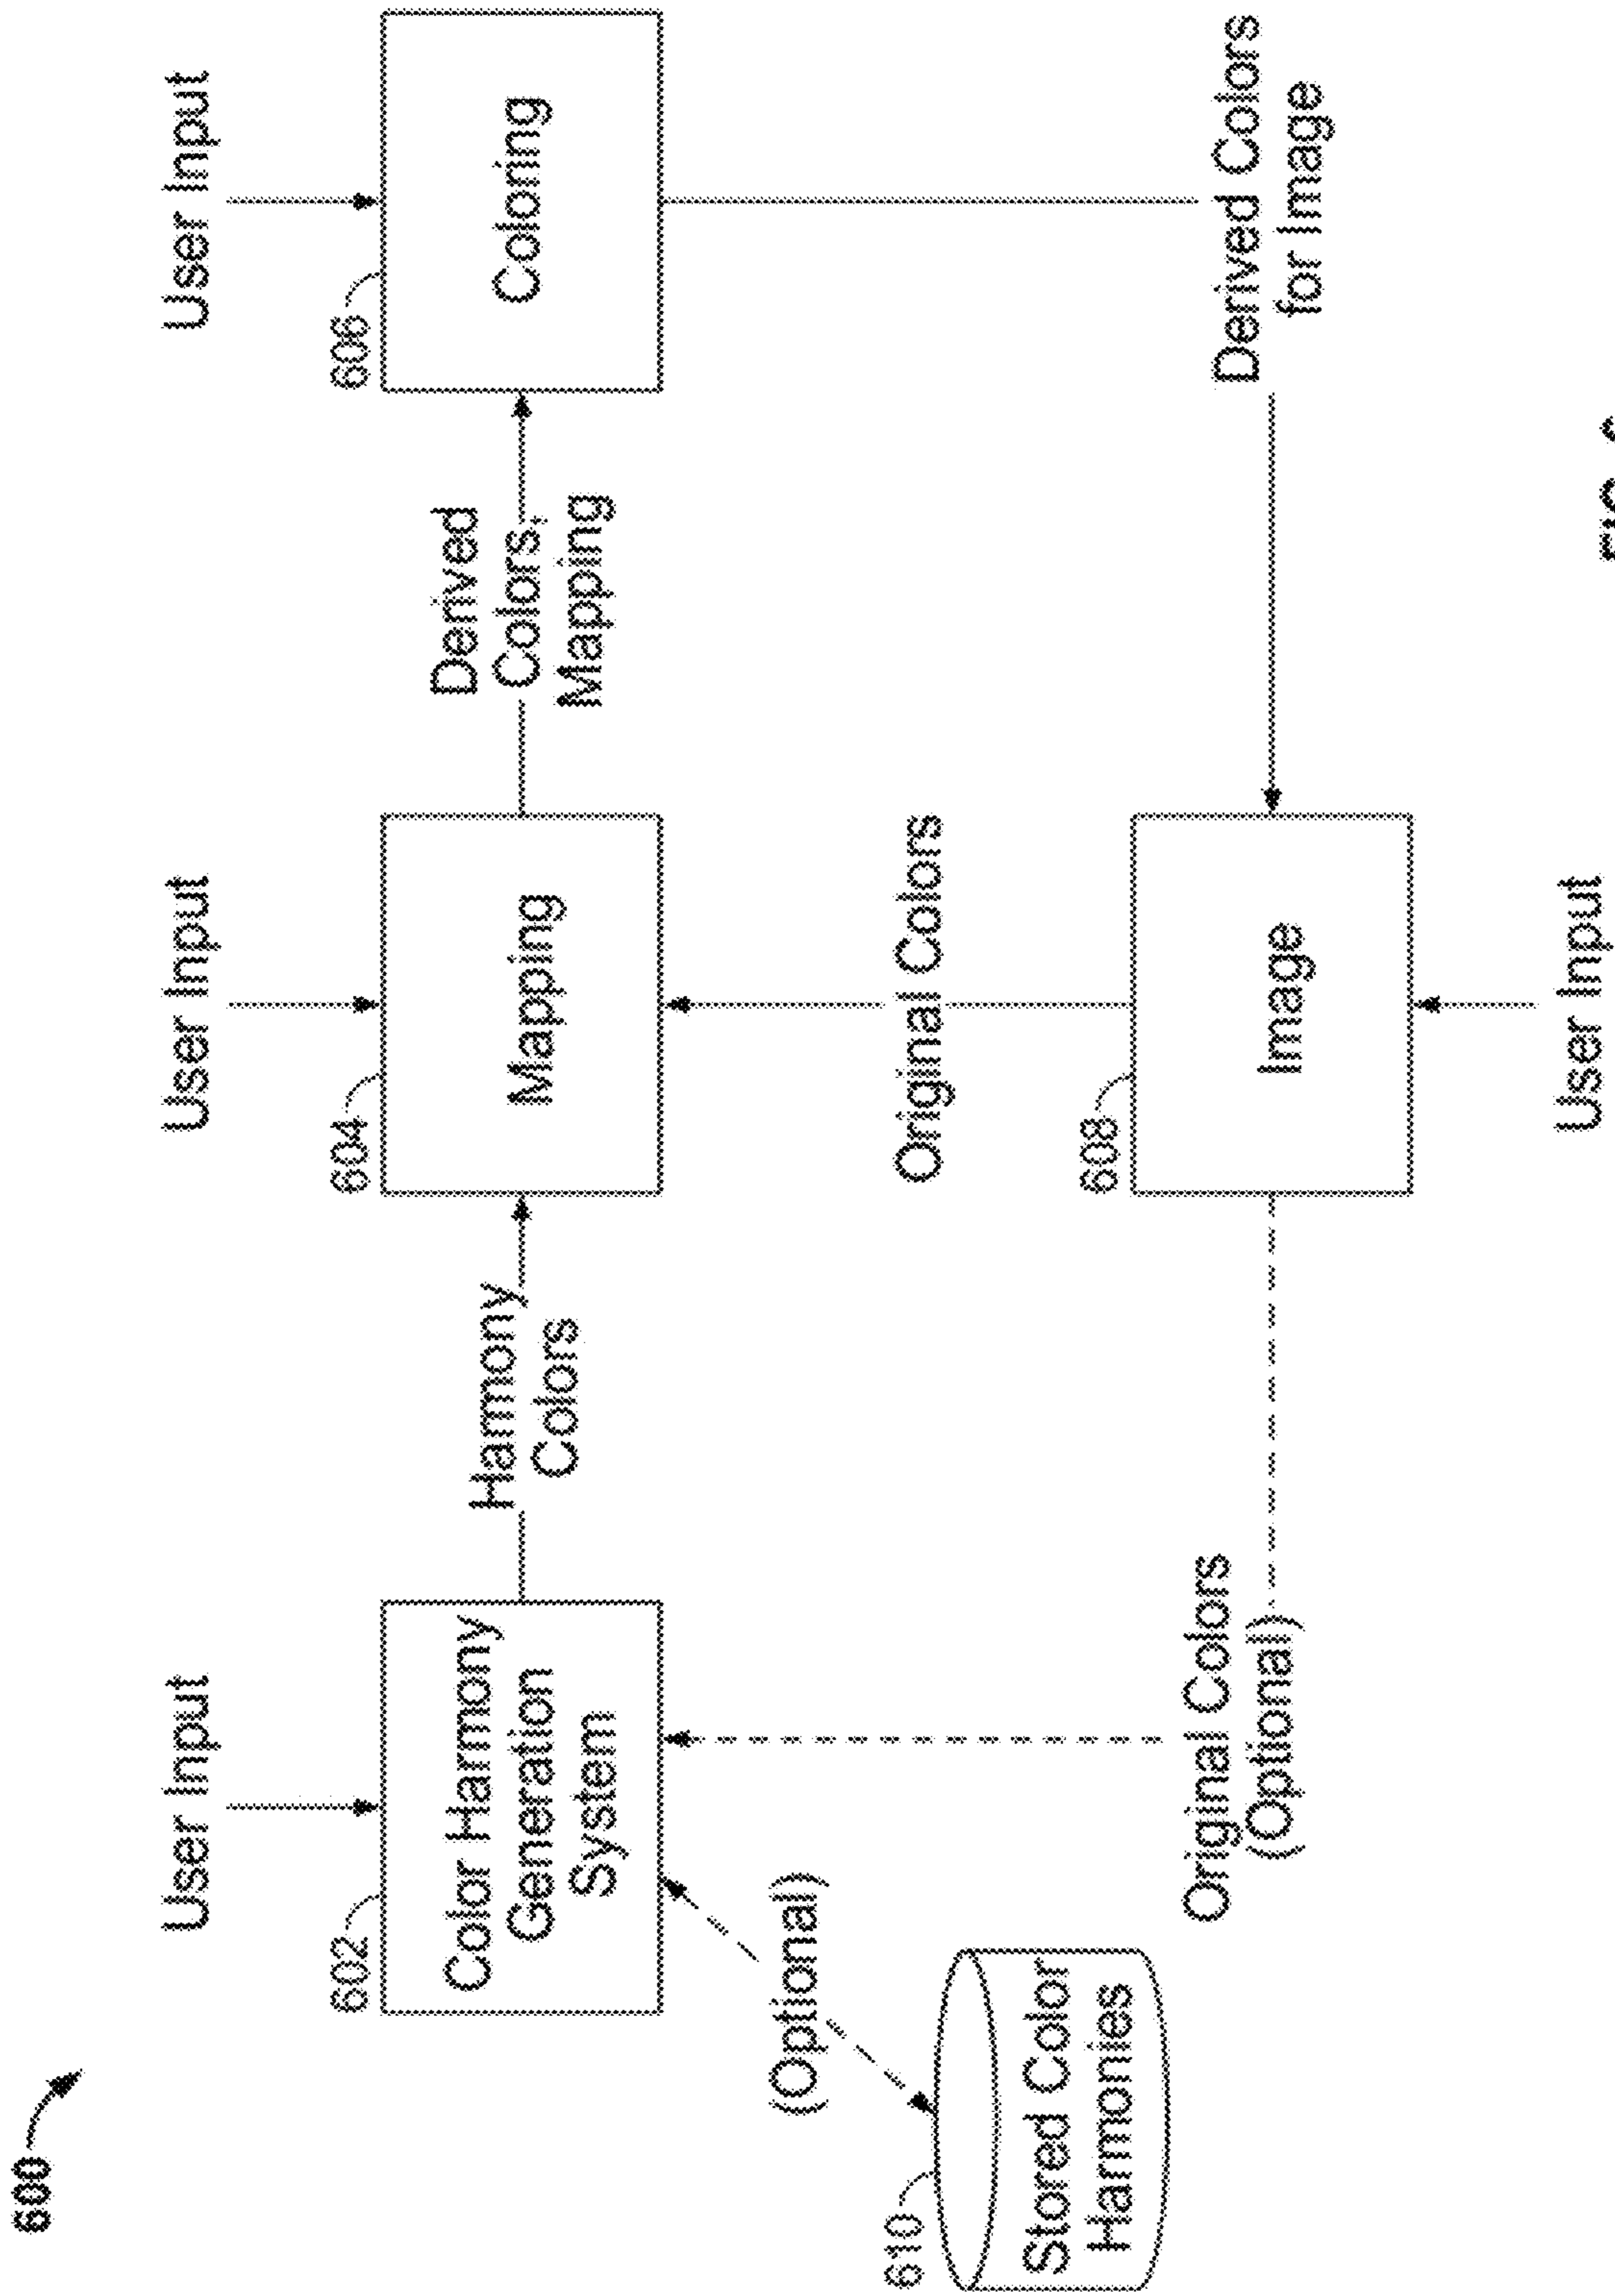 600
User Input
User Input
User Input
602
604
606
Color Harmony
Generation
System
Harmony
Colors
Mapping
Derived
Colors,
Mapping
Coloring
(Optional)
Original Colors
610
Stored Color
Harmonies
Original Colors
(Optional)
608
Image
Derived Colors
for Image
User Input